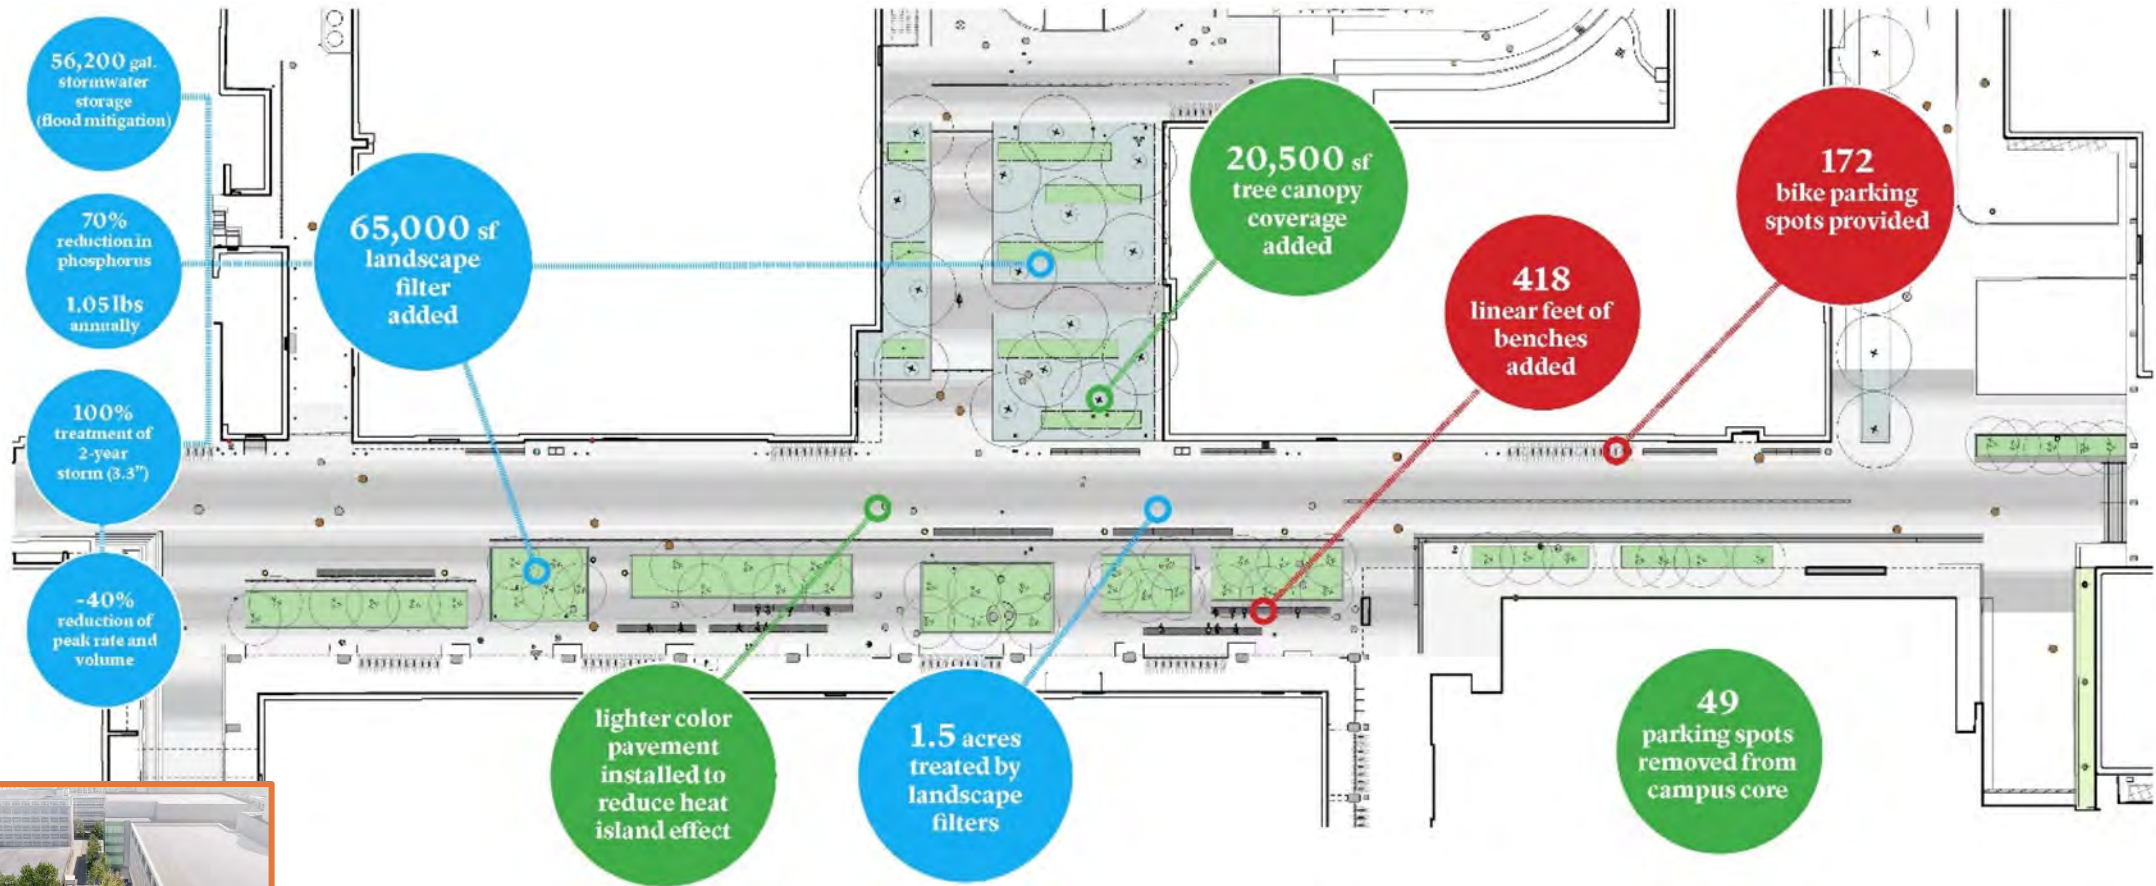 56,200 gal.
stormwater
storage
(flood mitigation)
70%
reduction in
phosphorus
1.05 lbs
annually
100%
treatment of
2-year
storm (3.3”)
-40%
reduction of
peak rate and
volume
65,000 sf
landscape
filter
added
20,500 sf
tree canopy
coverage
added
418
linear feet of
benches
added
172
bike parking
spots provided
lighter color
pavement
installed to
reduce heat
island effect
1.5 acres
treated by
landscape
filters
49
parking spots
removed from
campus core